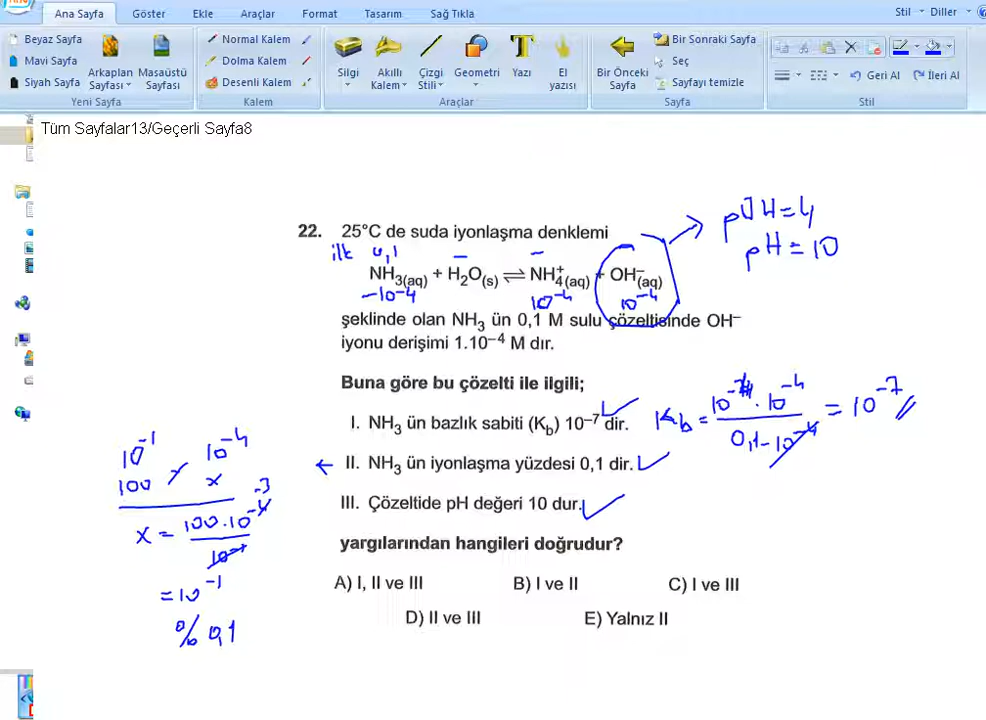 Ana Sayfa Göster Ekle Araçlar Format Tasarım Sağ Tıkla Stil Diller
Beyaz Sayfa
Mavi Sayfa
Siyah Sayfa
Arkaplan Sayfası
Masaüstü Sayfası
Yeni Sayfa
Normal Kalem
Dolma Kalem
Desenli Kalem
Kalem
Silgi
Akıllı Kalem
Çizgi Stili
Geometri
Yazı
El yazısı
Araçlar
Bir Önceki Sayfa
Bir Sonraki Sayfa
Seç
Sayfayı temizle
Sayfa
Geri Al
İleri Al
Stil
Tüm Sayfalar13/Geçerli Sayfa8
pOH=4
pH=10
22. 25°C de suda iyonlaşma denklemi
ilk 0,1 – –
NH₃(aq) + H₂O(s) ⇌ NH₄⁺(aq) + OH⁻(aq)
–10⁻⁴ 10⁻⁴ 10⁻⁴
şeklinde olan NH₃ ün 0,1 M sulu çözeltisinde OH⁻
iyonu derişimi 1.10⁻⁴ M dır.
Buna göre bu çözelti ile ilgili;
I. NH₃ ün bazlık sabiti (K_b) 10⁻⁷ dir.
K_b = 10⁻⁴ . 10⁻⁴ / 0,1–10⁻⁴ = 10⁻⁷
II. NH₃ ün iyonlaşma yüzdesi 0,1 dir.
III. Çözeltide pH değeri 10 dur.
yargılarından hangileri doğrudur?
A) I, II ve III B) I ve II C) I ve III
D) II ve III E) Yalnız II
10⁻¹ 10⁻⁴
100 x
x = 100.10⁻⁴ / 10⁻¹
-3
=10⁻¹
% 0,1